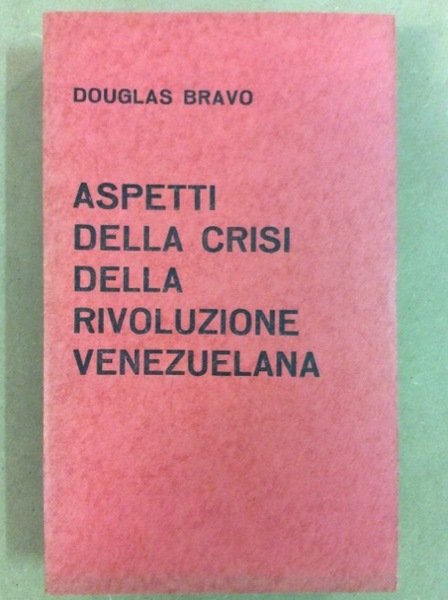 DOUGLAS BRAVO
ASPETTI
DELLA CRISI
DELLA
RIVOLUZIONE
VENEZUELANA